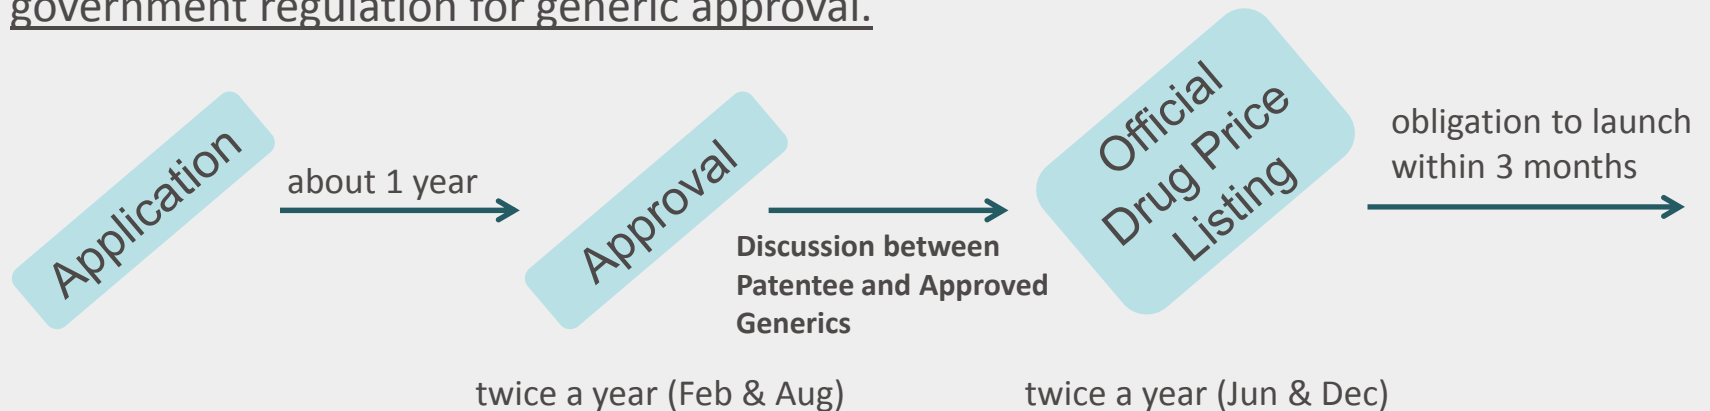 government regulation for generic approval.
Application
about 1 year
Approval
Discussion between
Patentee and Approved
Generics
Official
Drug Price
Listing
obligation to launch
within 3 months
twice a year (Feb & Aug)
twice a year (Jun & Dec)